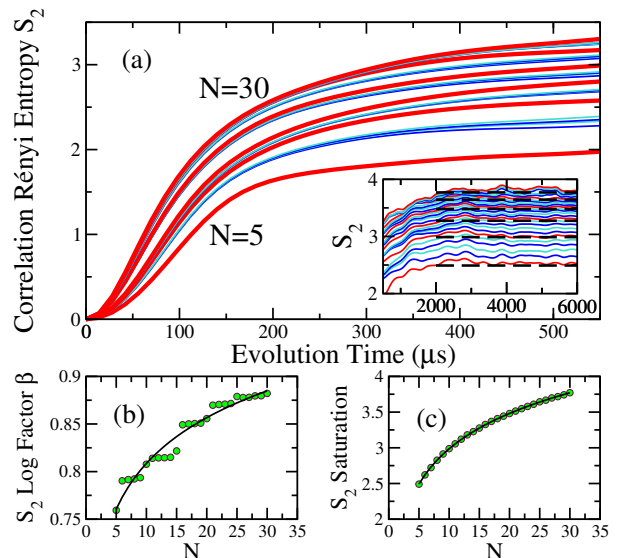 Correlation Rényi Entropy S₂
3
2
1
0
(a)
N=30
N=5
S₂
4
3
2
2000
4000
6000
0 100 200 300 400 500
Evolution Time (μs)
S₂ Log Factor β
0.9
0.85
0.8
0.75
(b)
0 5 10 15 20 25 30 35
N
S₂ Saturation
4
3.5
3
2.5
2
(c)
0 5 10 15 20 25 30 35
N